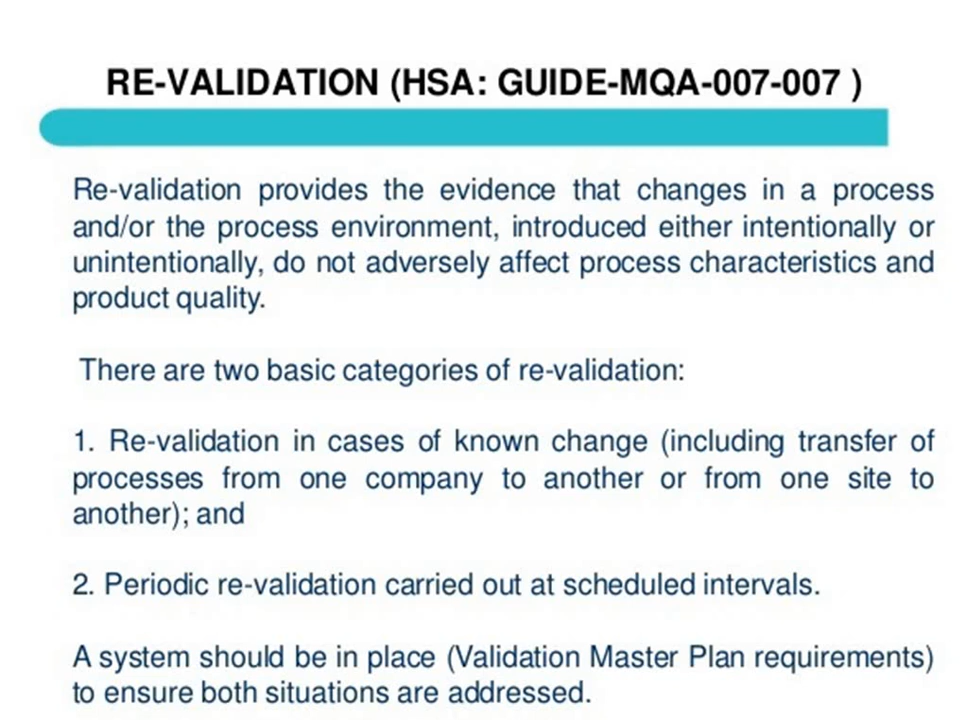 RE-VALIDATION (HSA: GUIDE-MQA-007-007 )
Re-validation provides the evidence that changes in a process
and/or the process environment, introduced either intentionally or
unintentionally, do not adversely affect process characteristics and
product quality.
There are two basic categories of re-validation:
1. Re-validation in cases of known change (including transfer of
processes from one company to another or from one site to
another); and
2. Periodic re-validation carried out at scheduled intervals.
A system should be in place (Validation Master Plan requirements)
to ensure both situations are addressed.